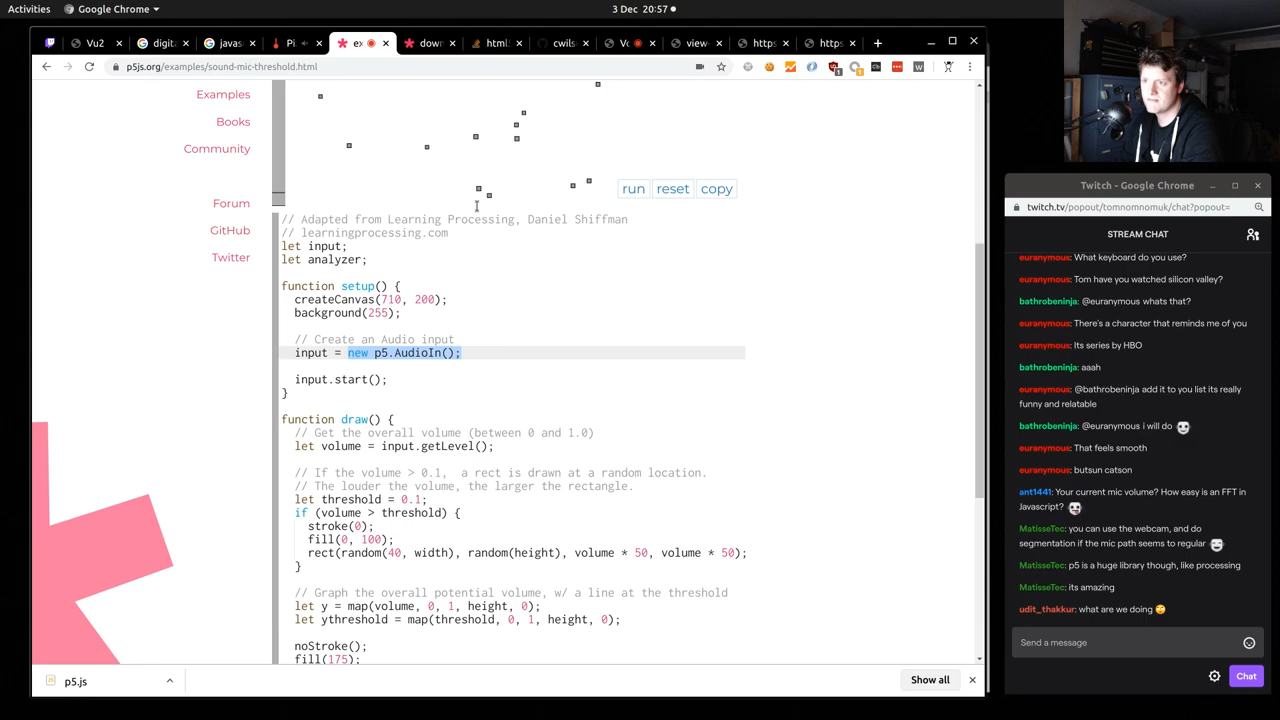 Activities
Google Chrome
3 Dec 20:57
Vu2
digita
javas
Pi
ex
down
html
cwils
Vo
view-
https
https
p5js.org/examples/sound-mic-threshold.html
Examples
Books
Community
Forum
GitHub
Twitter
run
reset
copy
// Adapted from Learning Processing, Daniel Shiffman
// learningprocessing.com
let input;
let analyzer;
function setup() {
createCanvas(710, 200);
background(255);
// Create an Audio input
input = new p5.AudioIn();
input.start();
}
function draw() {
// Get the overall volume (between 0 and 1.0)
let volume = input.getLevel();
// If the volume > 0.1,  a rect is drawn at a random location.
// The louder the volume, the larger the rectangle.
let threshold = 0.1;
if (volume > threshold) {
stroke(0);
fill(0, 100);
rect(random(40, width), random(height), volume * 50, volume * 50);
}
// Graph the overall potential volume, w/ a line at the threshold
let y = map(volume, 0, 1, height, 0);
let ythreshold = map(threshold, 0, 1, height, 0);
noStroke();
fill(175);
p5.js
Show all
Twitch - Google Chrome
twitch.tv/popout/tomnomnomuk/chat?popout=
STREAM CHAT
euranymous: What keyboard do you use?
euranymous: Tom have you watched silicon valley?
bathrobeninja: @euranymous whats that?
euranymous: There's a character that reminds me of you
euranymous: Its series by HBO
bathrobeninja: aaah
euranymous: @bathrobeninja add it to you list its really
funny and relatable
bathrobeninja: @euranymous i will do
euranymous: That feels smooth
euranymous: butsun catson
ant1441: Your current mic volume? How easy is an FFT in
Javascript?
MatisseTec: you can use the webcam, and do
segmentation if the mic path seems to regular
MatisseTec: p5 is a huge library though, like processing
MatisseTec: its amazing
udit_thakkur: what are we doing
Send a message
Chat